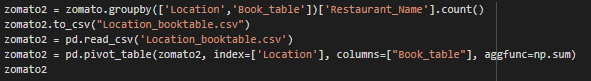 zomato2 = zomato.groupby(['Location','Book_table'])['Restaurant_Name'].count()
zomato2.to_csv("Location_booktable.csv")
zomato2 = pd.read_csv('Location_booktable.csv')
zomato2 = pd.pivot_table(zomato2, index=['Location'], columns=["Book_table"], aggfunc=np.sum)
zomato2